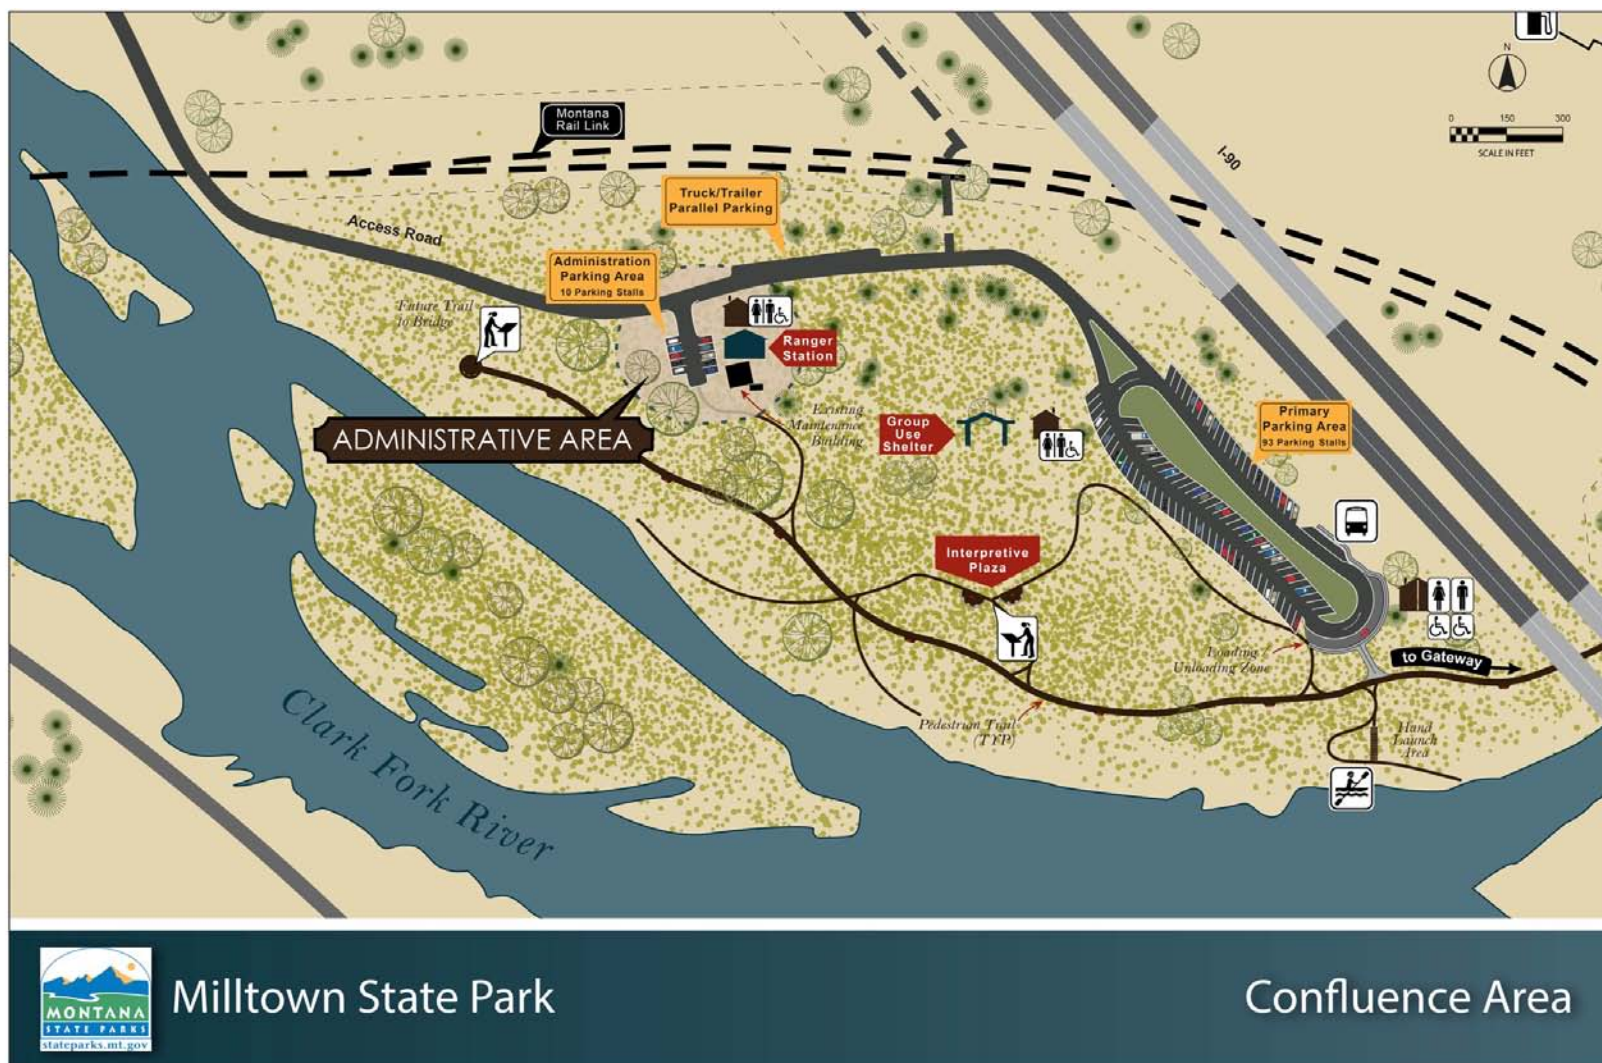 Montana
Rail Link
N
0 150 300
SCALE IN FEET
I-90
Truck/Trailer
Parallel Parking
Access Road
Administration
Parking Area
10 Parking Stalls
Future Trail
to Bridge
Ranger
Station
ADMINISTRATIVE AREA
Existing
Maintenance
Building
Group
Use
Shelter
Primary
Parking Area
93 Parking Stalls
Interpretive
Plaza
Loading /
Unloading Zone
to Gateway
Pedestrian Trail
(TYP)
Hand
Launch
Area
Clark Fork River
MONTANA
STATE PARKS
stateparks.mt.gov
Milltown State Park
Confluence Area